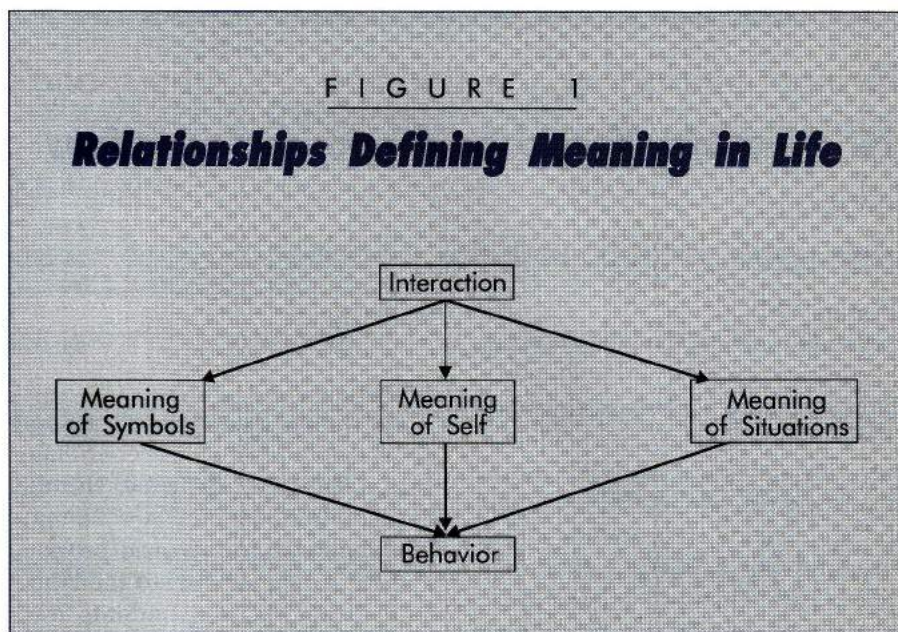 FIGURE 1
Relationships Defining Meaning in Life
Interaction
Meaning
of Symbols
Meaning
of Self
Meaning
of Situations
Behavior